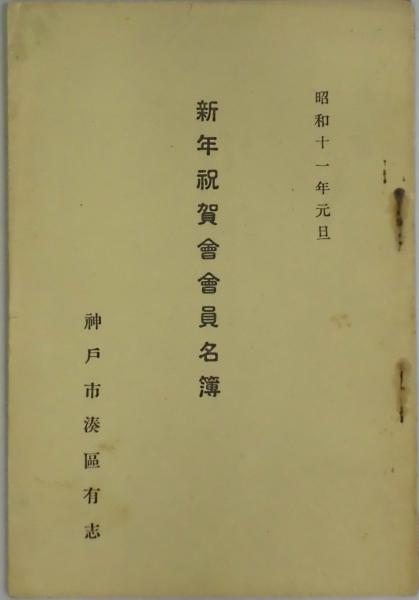 昭和十一年元旦
新年祝賀會會員名簿
神戶市湊區有志